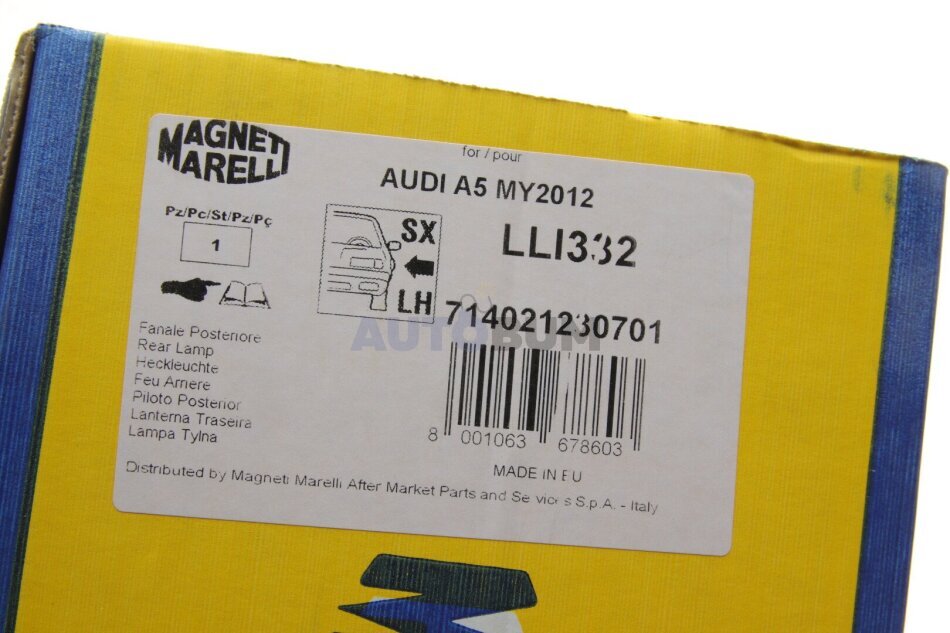 MAGNETI
MARELLI
for / pour
AUDI A5 MY2012
Pz/Pc/St/Pz/Pç
1
SX
LH
LLI332
714021230701
AUTOBUM
Fanale Posteriore
Rear Lamp
Heckleuchte
Feu Arriere
Piloto Posterior
Lanterna Traseira
Lampa Tylna
8 001063 678603
MADE IN EU
Distributed by Magneti Marelli After Market Parts and Services S.p.A. - Italy